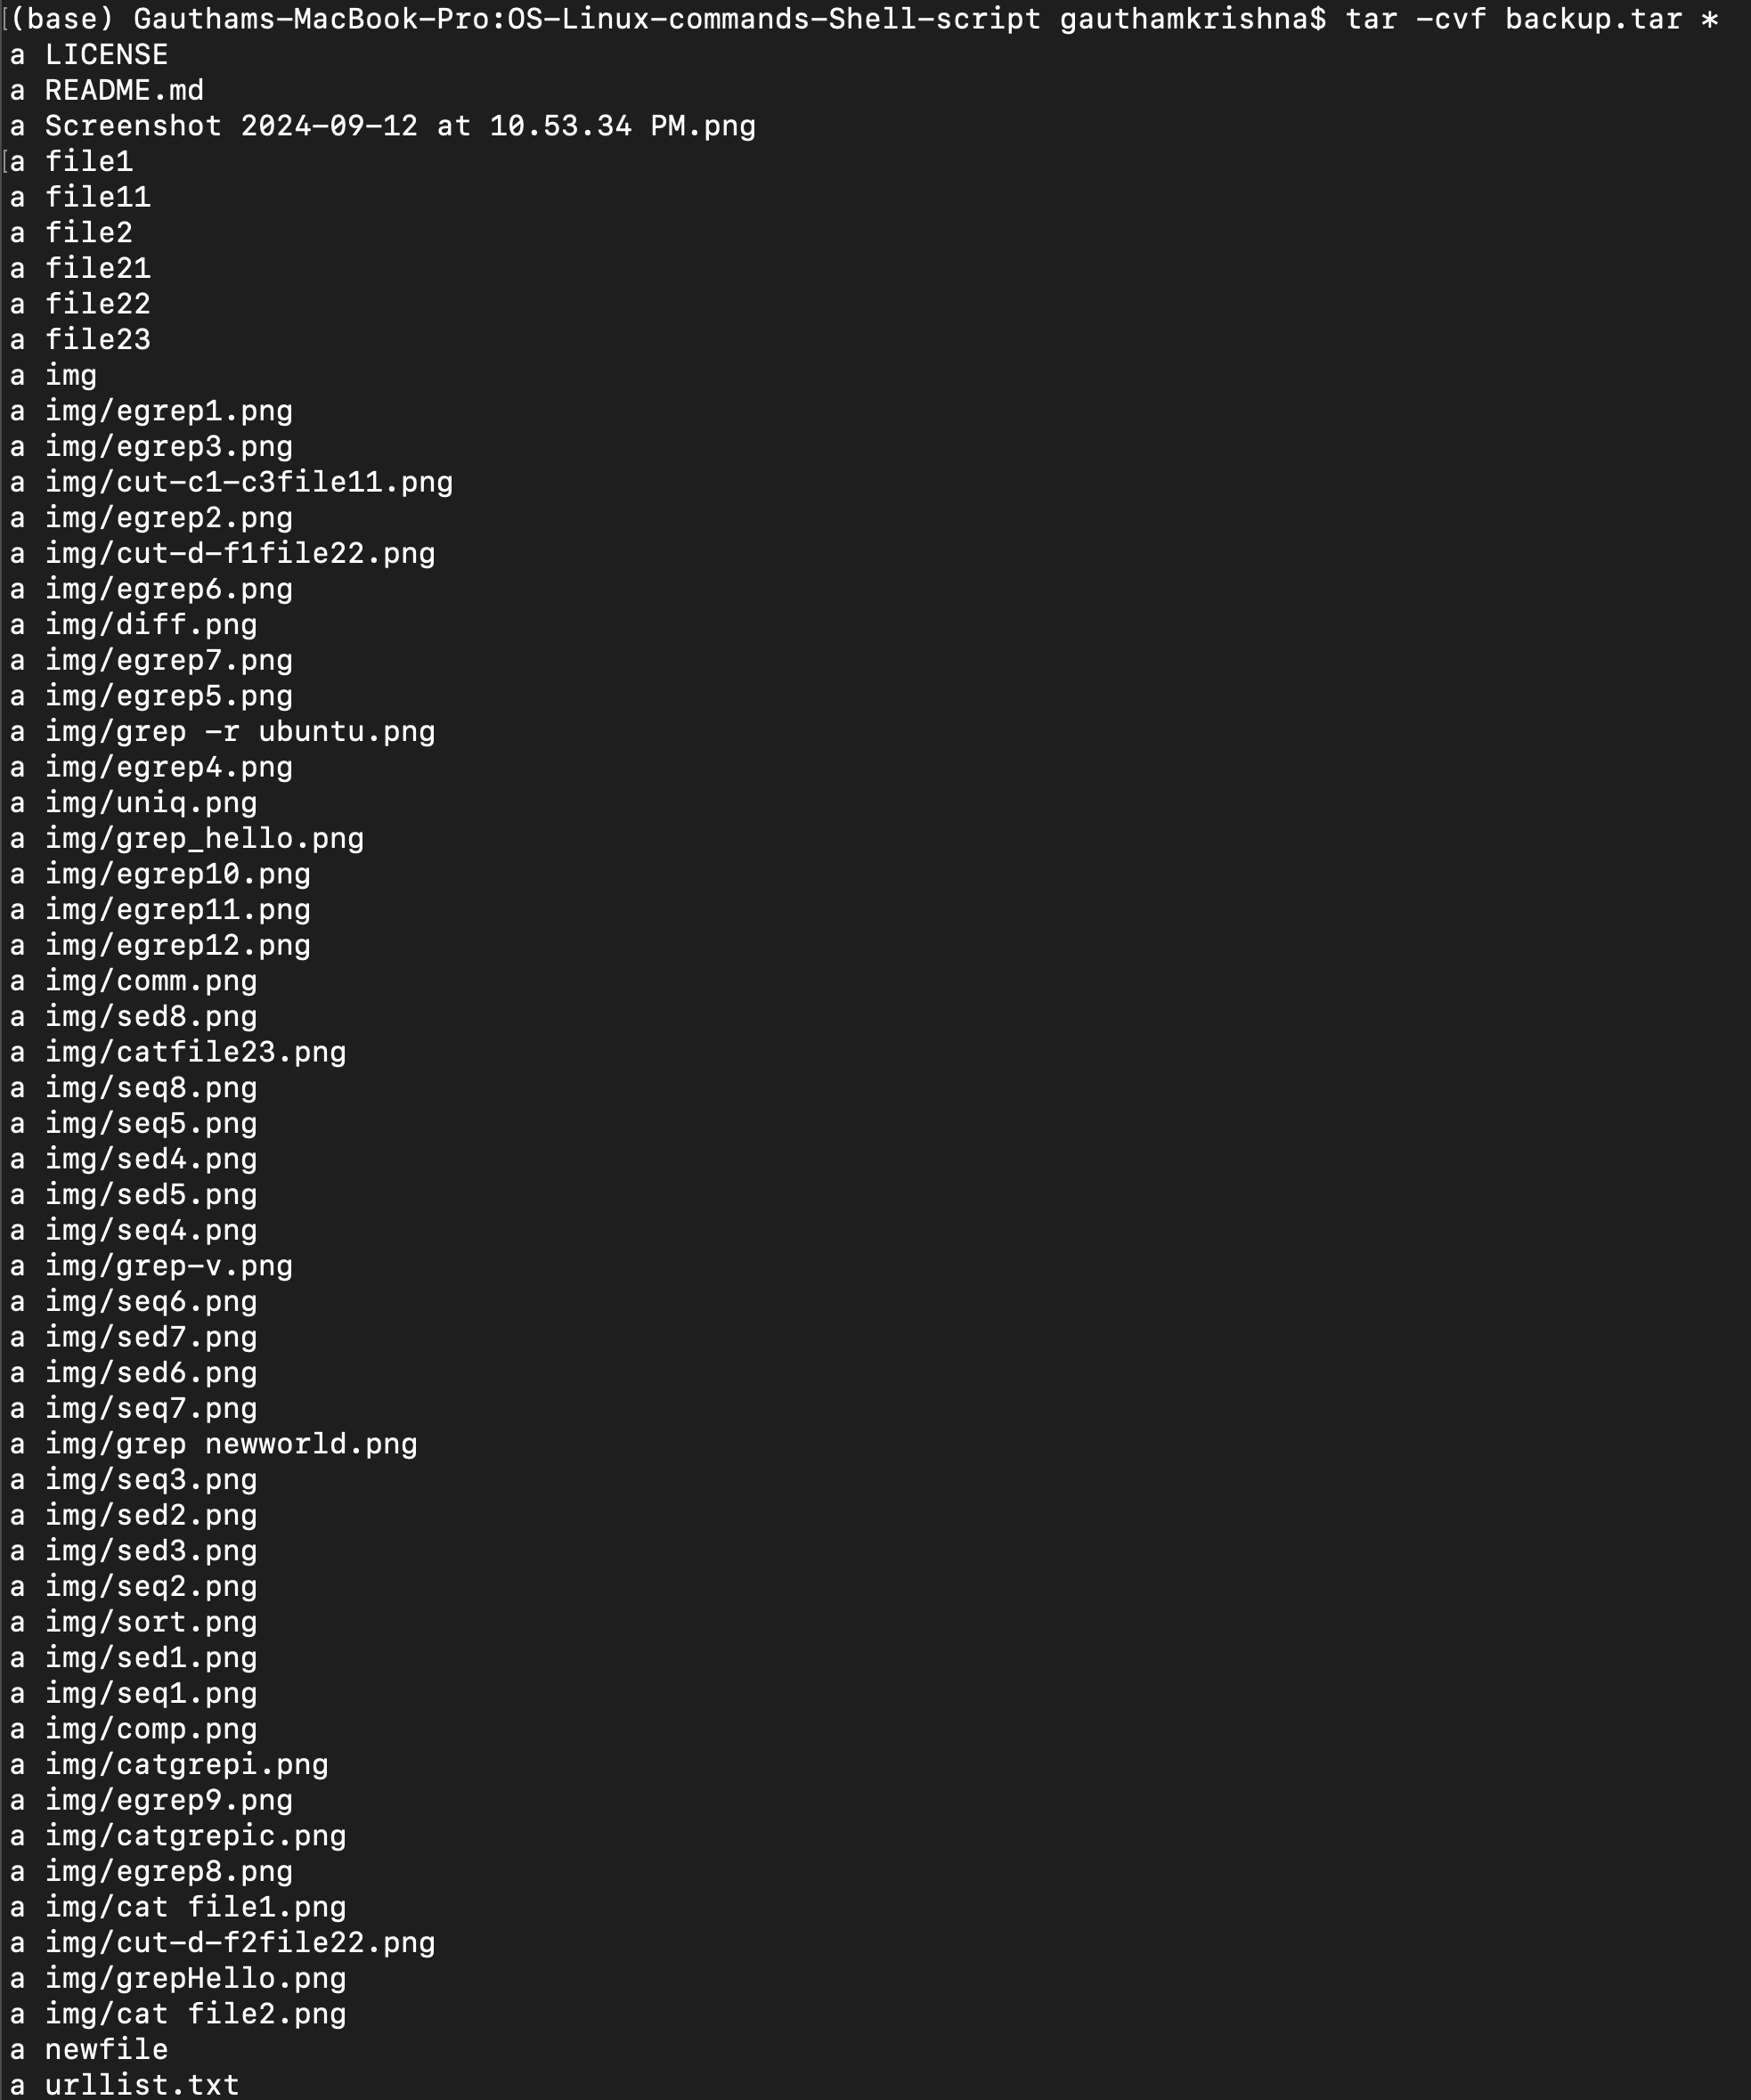 (base) Gauthams-MacBook-Pro:OS-Linux-commands-Shell-script gauthamkrishna$ tar -cvf backup.tar *
a LICENSE
a README.md
a Screenshot 2024-09-12 at 10.53.34 PM.png
a file1
a file11
a file2
a file21
a file22
a file23
a img
a img/egrep1.png
a img/egrep3.png
a img/cut-c1-c3file11.png
a img/egrep2.png
a img/cut-d-f1file22.png
a img/egrep6.png
a img/diff.png
a img/egrep7.png
a img/egrep5.png
a img/grep -r ubuntu.png
a img/egrep4.png
a img/uniq.png
a img/grep_hello.png
a img/egrep10.png
a img/egrep11.png
a img/egrep12.png
a img/comm.png
a img/sed8.png
a img/catfile23.png
a img/seq8.png
a img/seq5.png
a img/sed4.png
a img/sed5.png
a img/seq4.png
a img/grep-v.png
a img/seq6.png
a img/sed7.png
a img/sed6.png
a img/seq7.png
a img/grep newworld.png
a img/seq3.png
a img/sed2.png
a img/sed3.png
a img/seq2.png
a img/sort.png
a img/sed1.png
a img/seq1.png
a img/comp.png
a img/catgrepi.png
a img/egrep9.png
a img/catgrepic.png
a img/egrep8.png
a img/cat file1.png
a img/cut-d-f2file22.png
a img/grepHello.png
a img/cat file2.png
a newfile
a urllist.txt